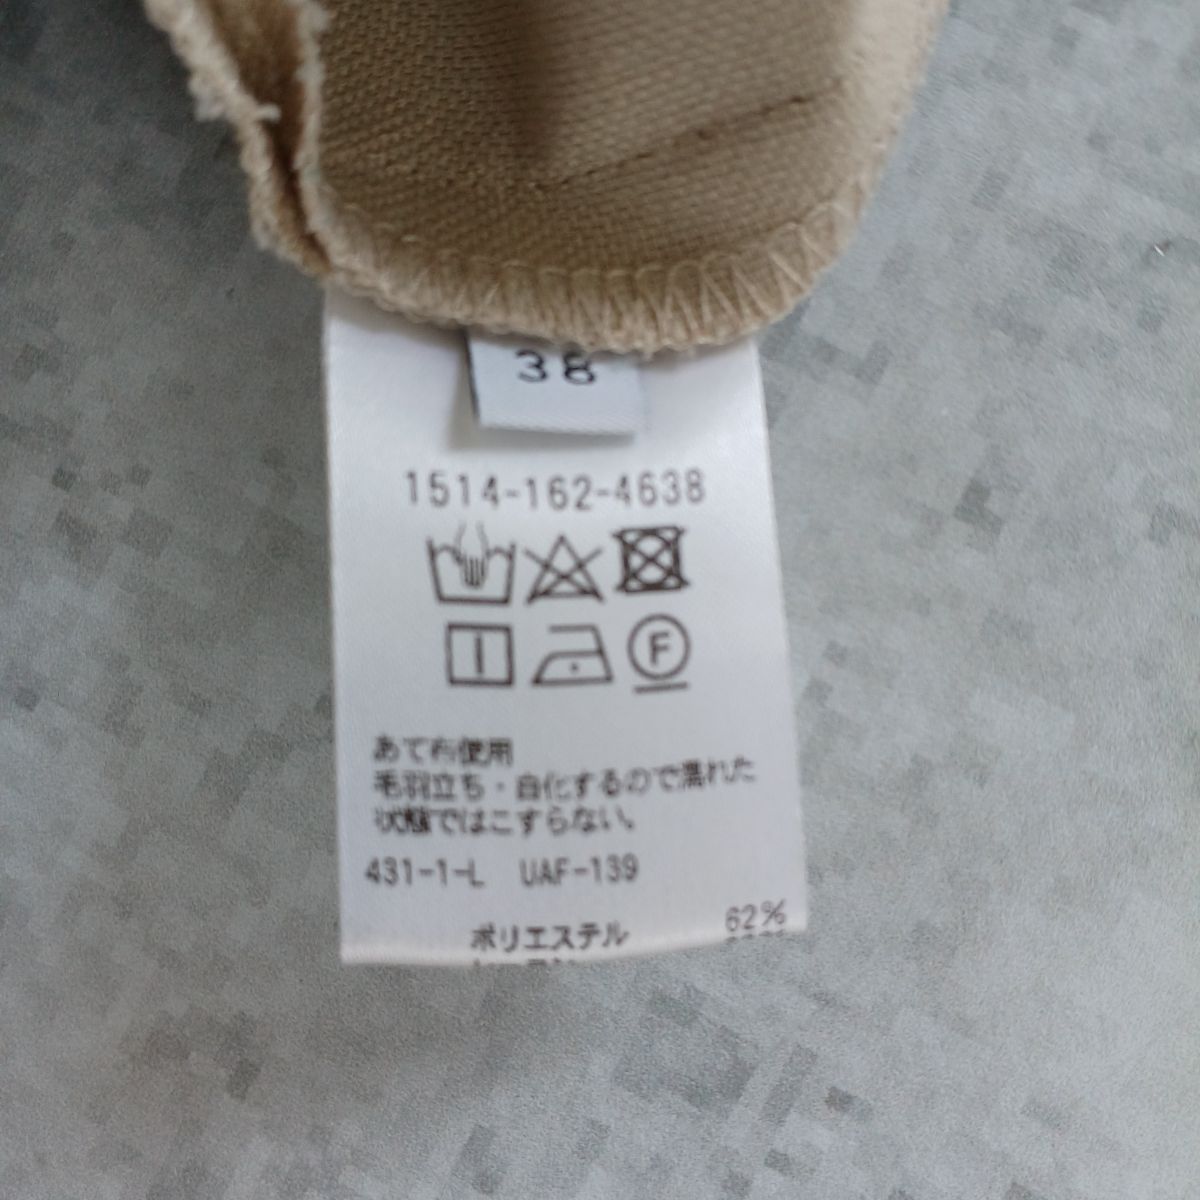 38
1514-162-4638
F
あて布使用
毛羽立ち・白化するので濡れた
状態ではこすらない。
431-1-L UAF-139
ポリエステル 62%